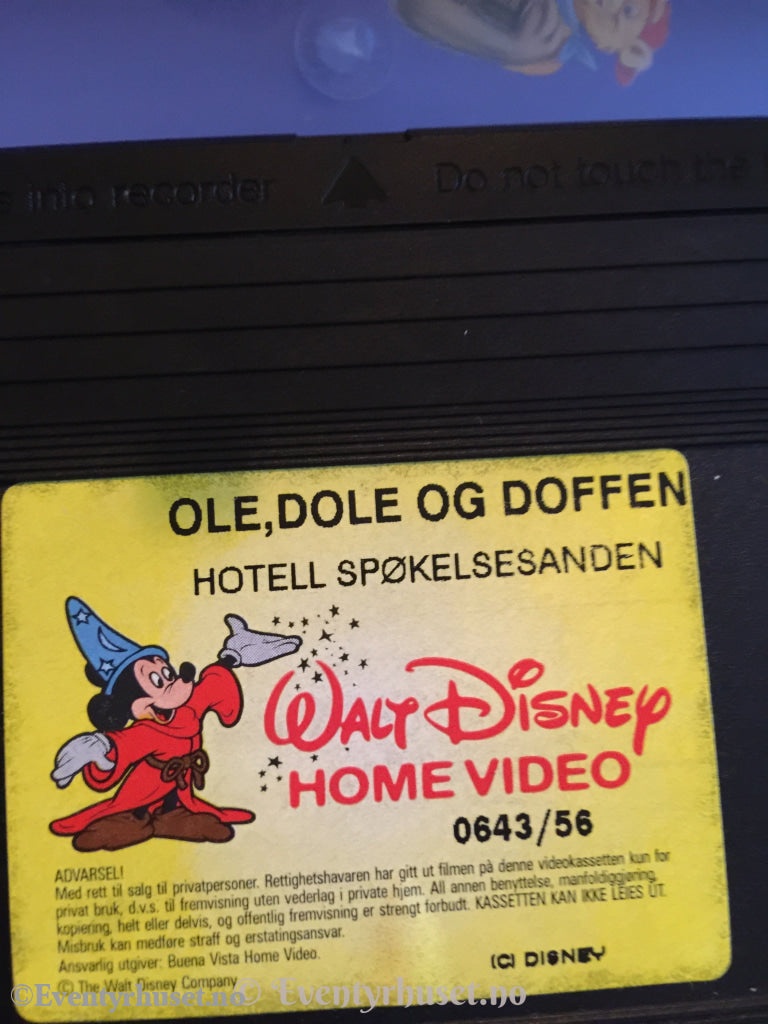 into recorder
Do not touch the
OLE,DOLE OG DOFFEN
HOTELL SPØKELSESANDEN
WALT DISNEY
HOME VIDEO
0643/56
ADVARSEL!
Med rett til salg til privatpersoner. Rettighetshavaren har gitt ut filmen på denne videokassetten kun for
privat bruk, d.v.s. til fremvisning uten vederlag i private hjem. All annen benyttelse, manfoldiggjøring,
kopiering, helt eller delvis, og offentlig fremvisning er strengt forbudt. KASSETTEN KAN IKKE LEIES UT.
Misbruk kan medføre straff og erstatingsansvar.
Ansvarlig utgiver: Buena Vista Home Video.
(C) DISNEY
© The Walt Disney Company
©Eventyrhuset.no
© Eventyrhuset.no